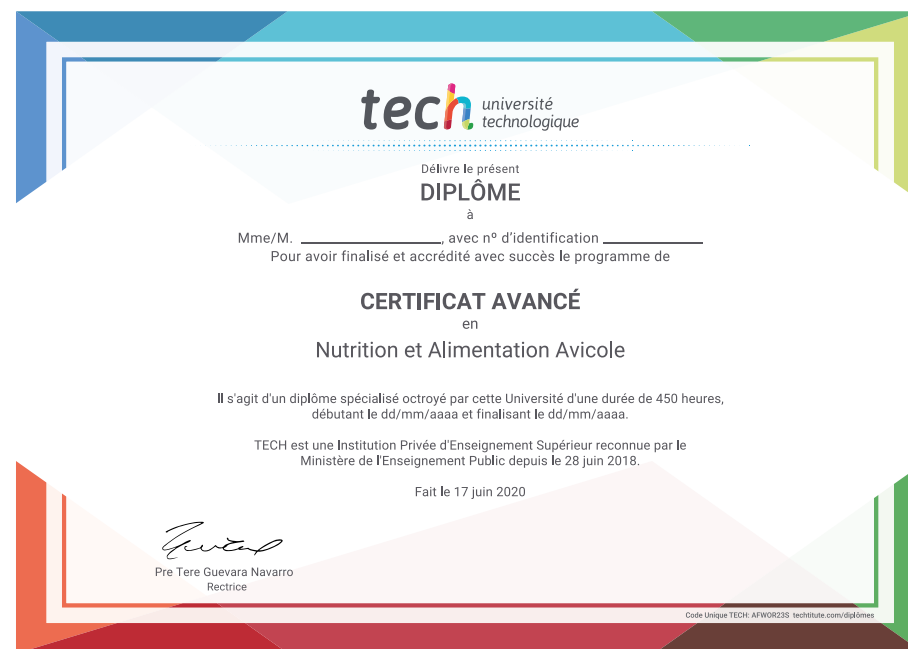 tech université
technologique
Délivre le présent
DIPLÔME
à
Mme/M. ____________________, avec nº d'identification ______________
Pour avoir finalisé et accrédité avec succès le programme de
CERTIFICAT AVANCÉ
en
Nutrition et Alimentation Avicole
Il s'agit d'un diplôme spécialisé octroyé par cette Université d'une durée de 450 heures,
débutant le dd/mm/aaaa et finalisant le dd/mm/aaaa.
TECH est une Institution Privée d'Enseignement Supérieur reconnue par le
Ministère de l'Enseignement Public depuis le 28 juin 2018.
Fait le 17 juin 2020
Pre Tere Guevara Navarro
Rectrice
Code Unique TECH: AFWOR23S techtitute.com/diplômes